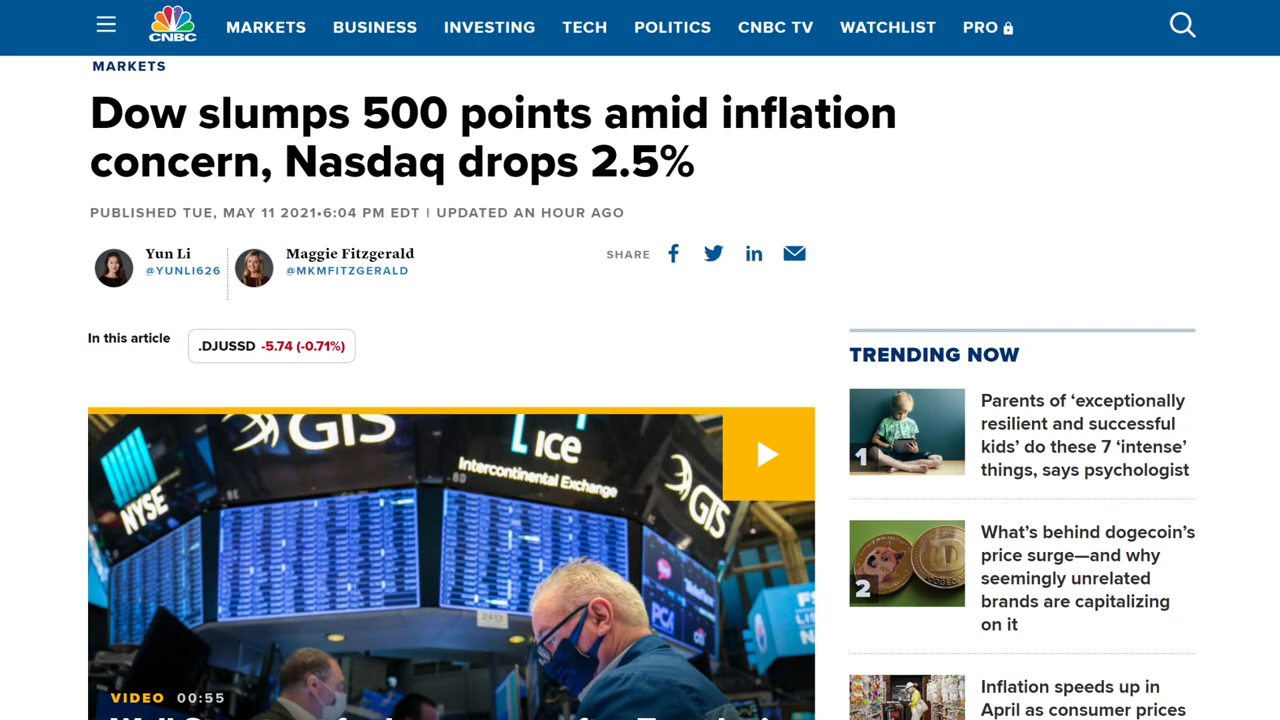 CNBC
MARKETS BUSINESS INVESTING TECH POLITICS CNBC TV WATCHLIST PRO
MARKETS
Dow slumps 500 points amid inflation
concern, Nasdaq drops 2.5%
PUBLISHED TUE, MAY 11 2021•6:04 PM EDT | UPDATED AN HOUR AGO
Yun Li
@YUNLI626
Maggie Fitzgerald
@MKMFITZGERALD
SHARE
In this article
.DJUSSD -5.74 (-0.71%)
GTS
ICE
Intercontinental Exchange
GTS
NYSE
VIDEO 00:55
TRENDING NOW
1
Parents of ‘exceptionally
resilient and successful
kids’ do these 7 ‘intense’
things, says psychologist
2
What’s behind dogecoin’s
price surge—and why
seemingly unrelated
brands are capitalizing
on it
Inflation speeds up in
April as consumer prices